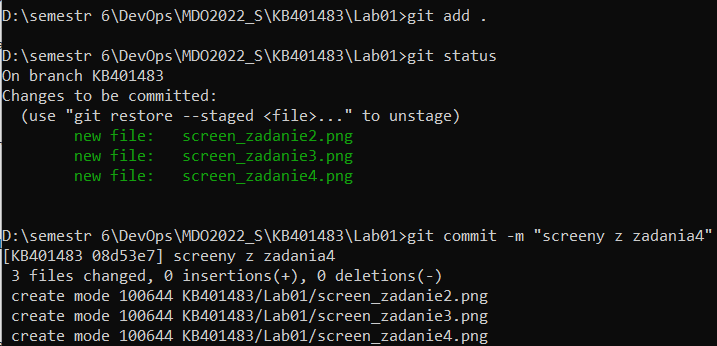 D:\semestr 6\DevOps\MDO2022_S\KB401483\Lab01>git add .
D:\semestr 6\DevOps\MDO2022_S\KB401483\Lab01>git status
On branch KB401483
Changes to be committed:
  (use "git restore --staged <file>..." to unstage)
        new file:   screen_zadanie2.png
        new file:   screen_zadanie3.png
        new file:   screen_zadanie4.png
D:\semestr 6\DevOps\MDO2022_S\KB401483\Lab01>git commit -m "screeny z zadania4"
[KB401483 08d53e7] screeny z zadania4
 3 files changed, 0 insertions(+), 0 deletions(-)
 create mode 100644 KB401483/Lab01/screen_zadanie2.png
 create mode 100644 KB401483/Lab01/screen_zadanie3.png
 create mode 100644 KB401483/Lab01/screen_zadanie4.png